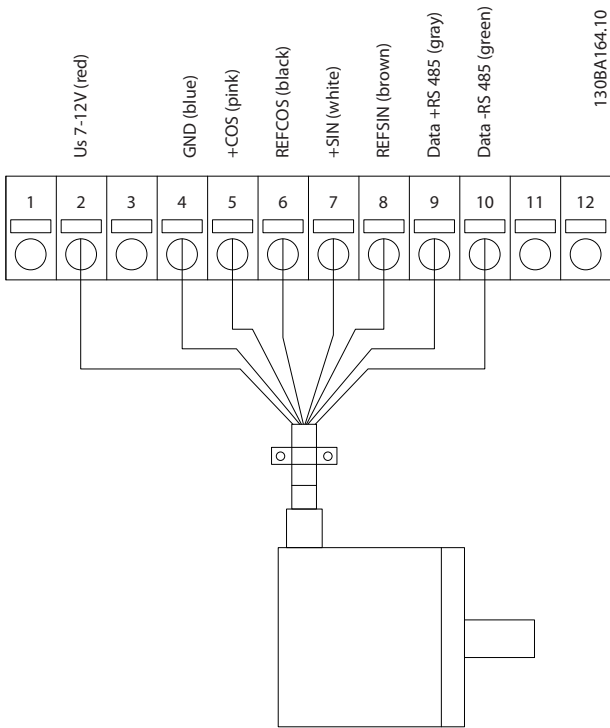 Us 7-12V (red)
GND (blue)
+COS (pink)
REFCOS (black)
+SIN (white)
REFSIN (brown)
Data +RS 485 (gray)
Data -RS 485 (green)
130BA164.10
1 2 3 4 5 6 7 8 9 10 11 12